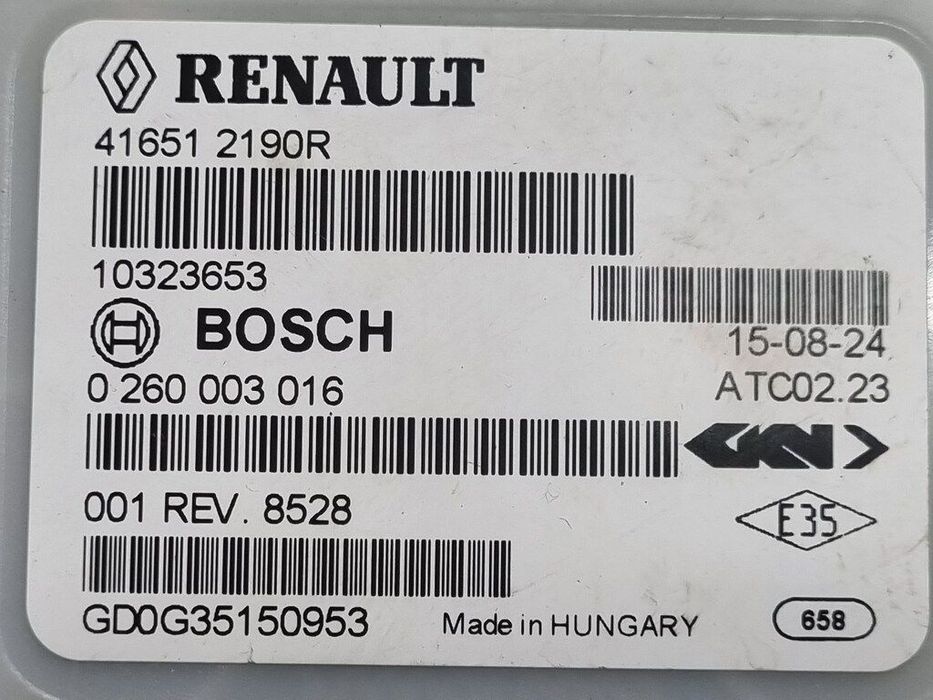 RENAULT
41651 2190R
10323653
BOSCH
15-08-24
0 260 003 016
ATC02.23
GKN
001 REV. 8528
E35
GD0G35150953
Made in HUNGARY
658